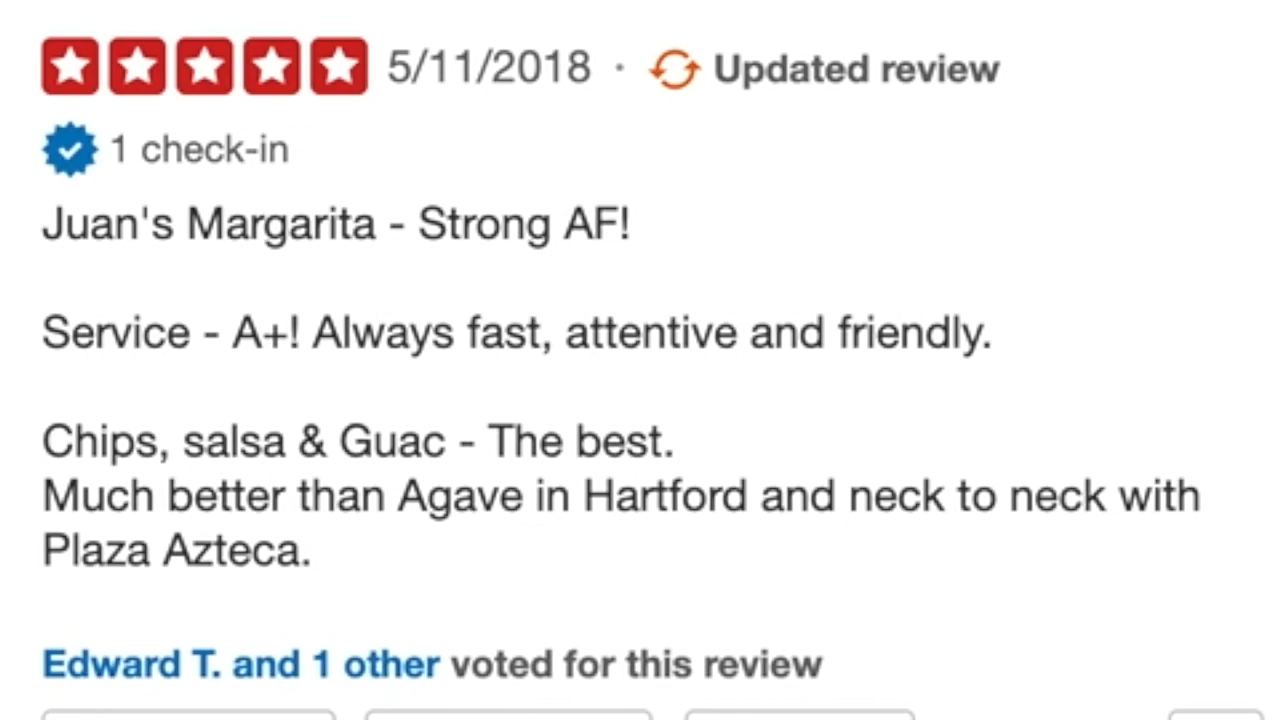 5/11/2018 · Updated review
1 check-in
Juan's Margarita - Strong AF!
Service - A+! Always fast, attentive and friendly.
Chips, salsa & Guac - The best.
Much better than Agave in Hartford and neck to neck with
Plaza Azteca.
Edward T. and 1 other voted for this review